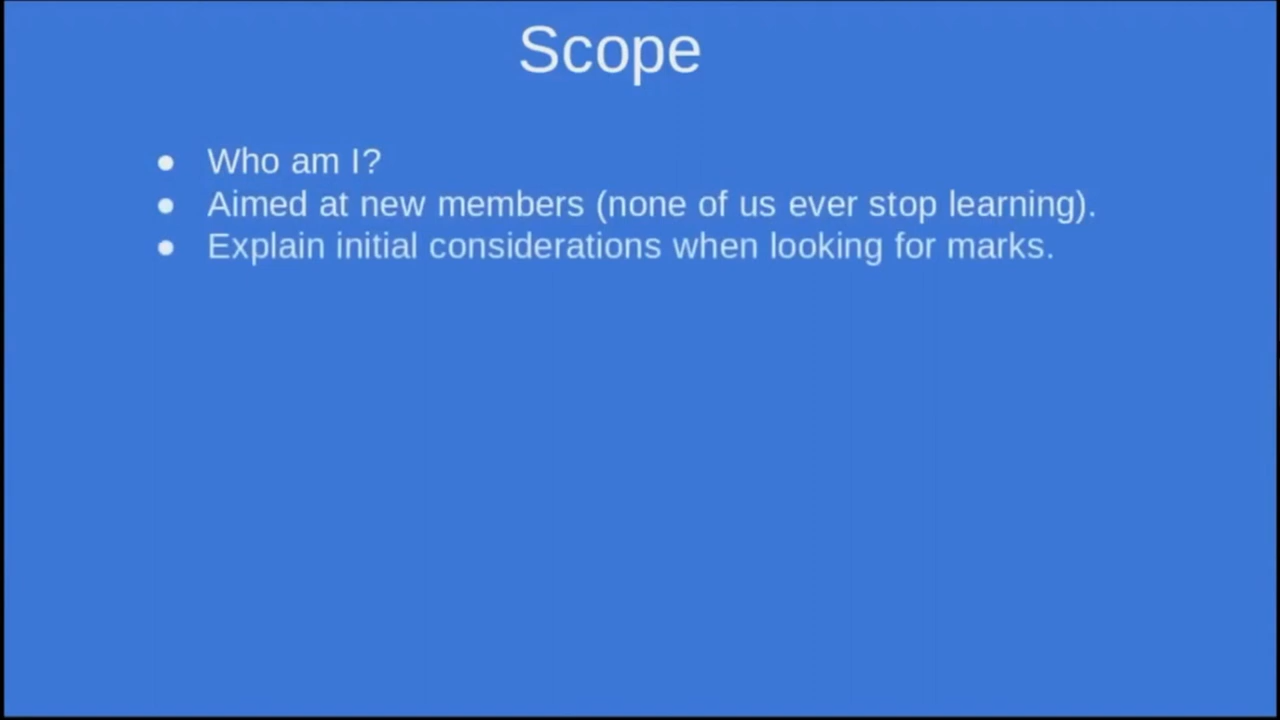 Scope
● Who am I?
● Aimed at new members (none of us ever stop learning).
● Explain initial considerations when looking for marks.